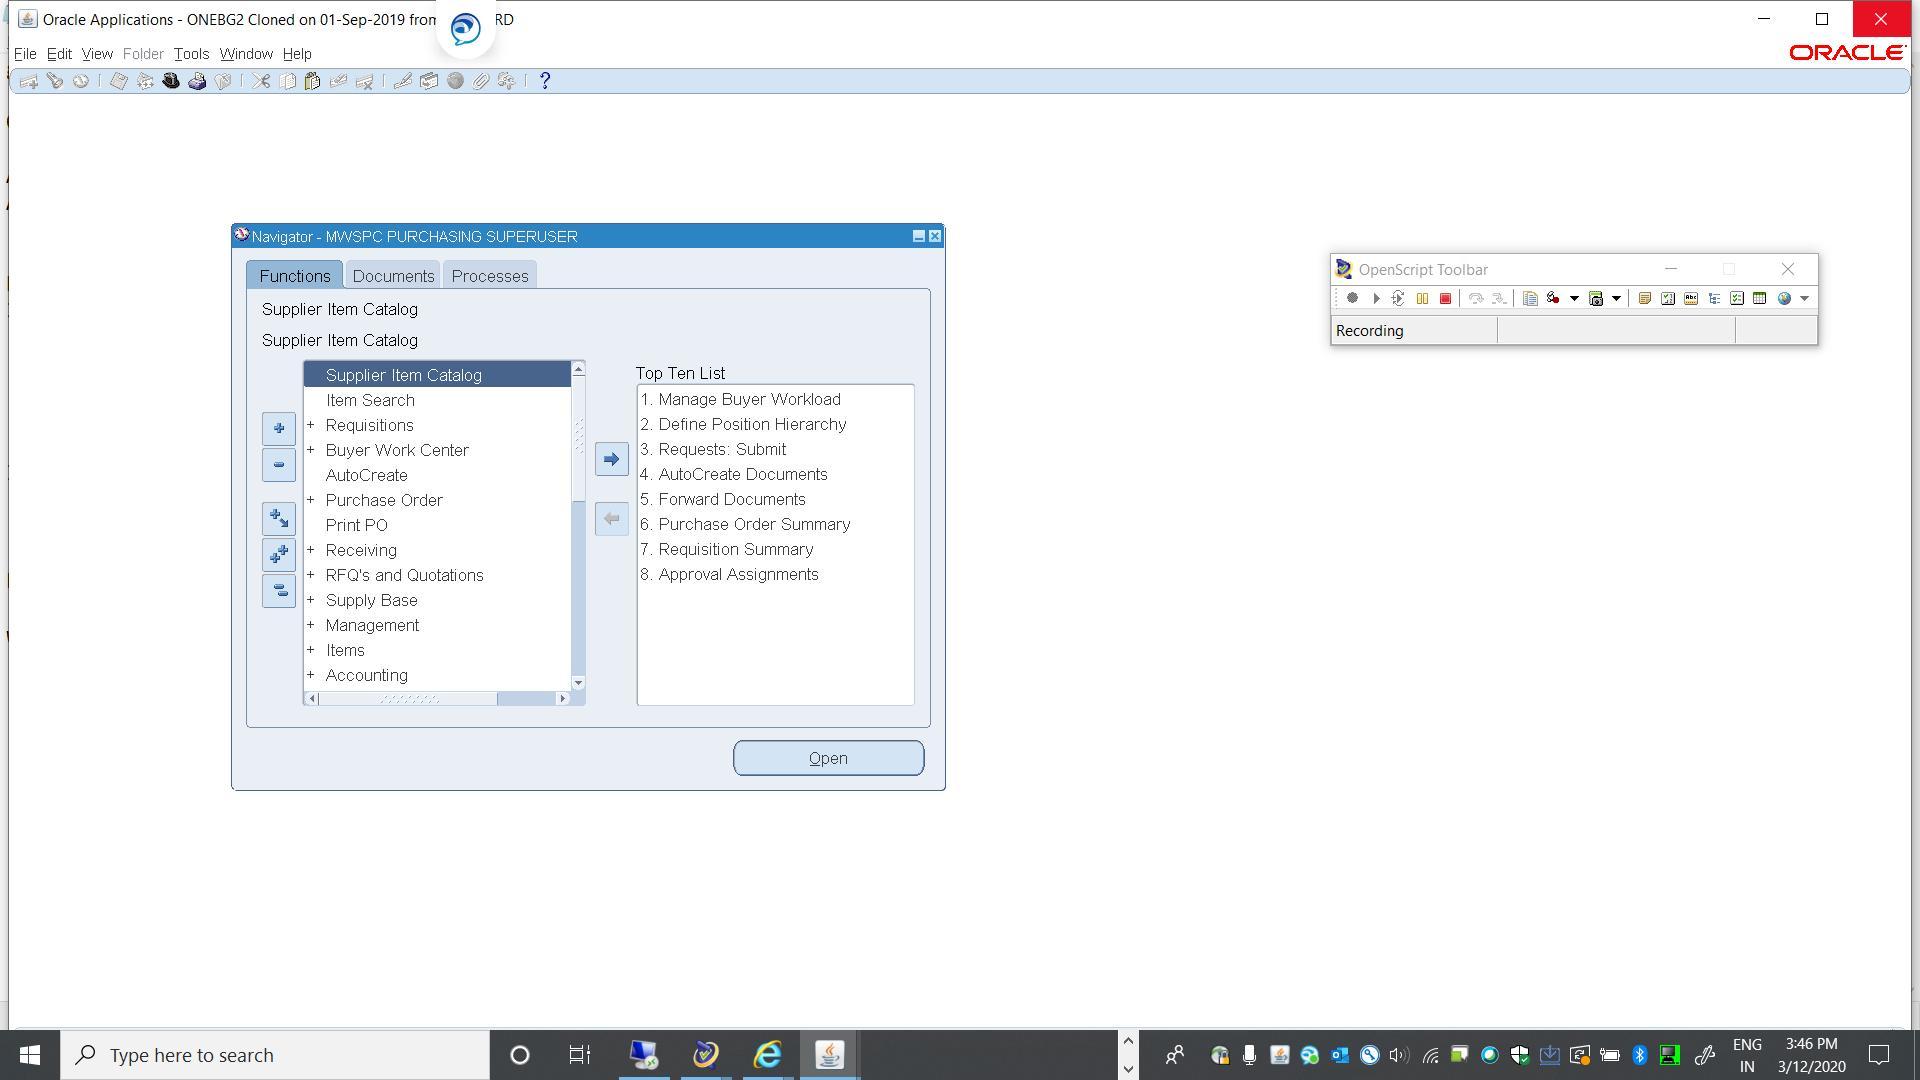 Oracle Applications - ONEBG2 Cloned on 01-Sep-2019 from RD
File Edit View Folder Tools Window Help
ORACLE
Navigator - MWSPC PURCHASING SUPERUSER
Functions Documents Processes
Supplier Item Catalog
Supplier Item Catalog
Supplier Item Catalog
Item Search
+ Requisitions
+ Buyer Work Center
AutoCreate
+ Purchase Order
Print PO
+ Receiving
+ RFQ's and Quotations
+ Supply Base
+ Management
+ Items
+ Accounting
Top Ten List
1. Manage Buyer Workload
2. Define Position Hierarchy
3. Requests: Submit
4. AutoCreate Documents
5. Forward Documents
6. Purchase Order Summary
7. Requisition Summary
8. Approval Assignments
Open
OpenScript Toolbar
Recording
Type here to search
ENG
IN
3:46 PM
3/12/2020